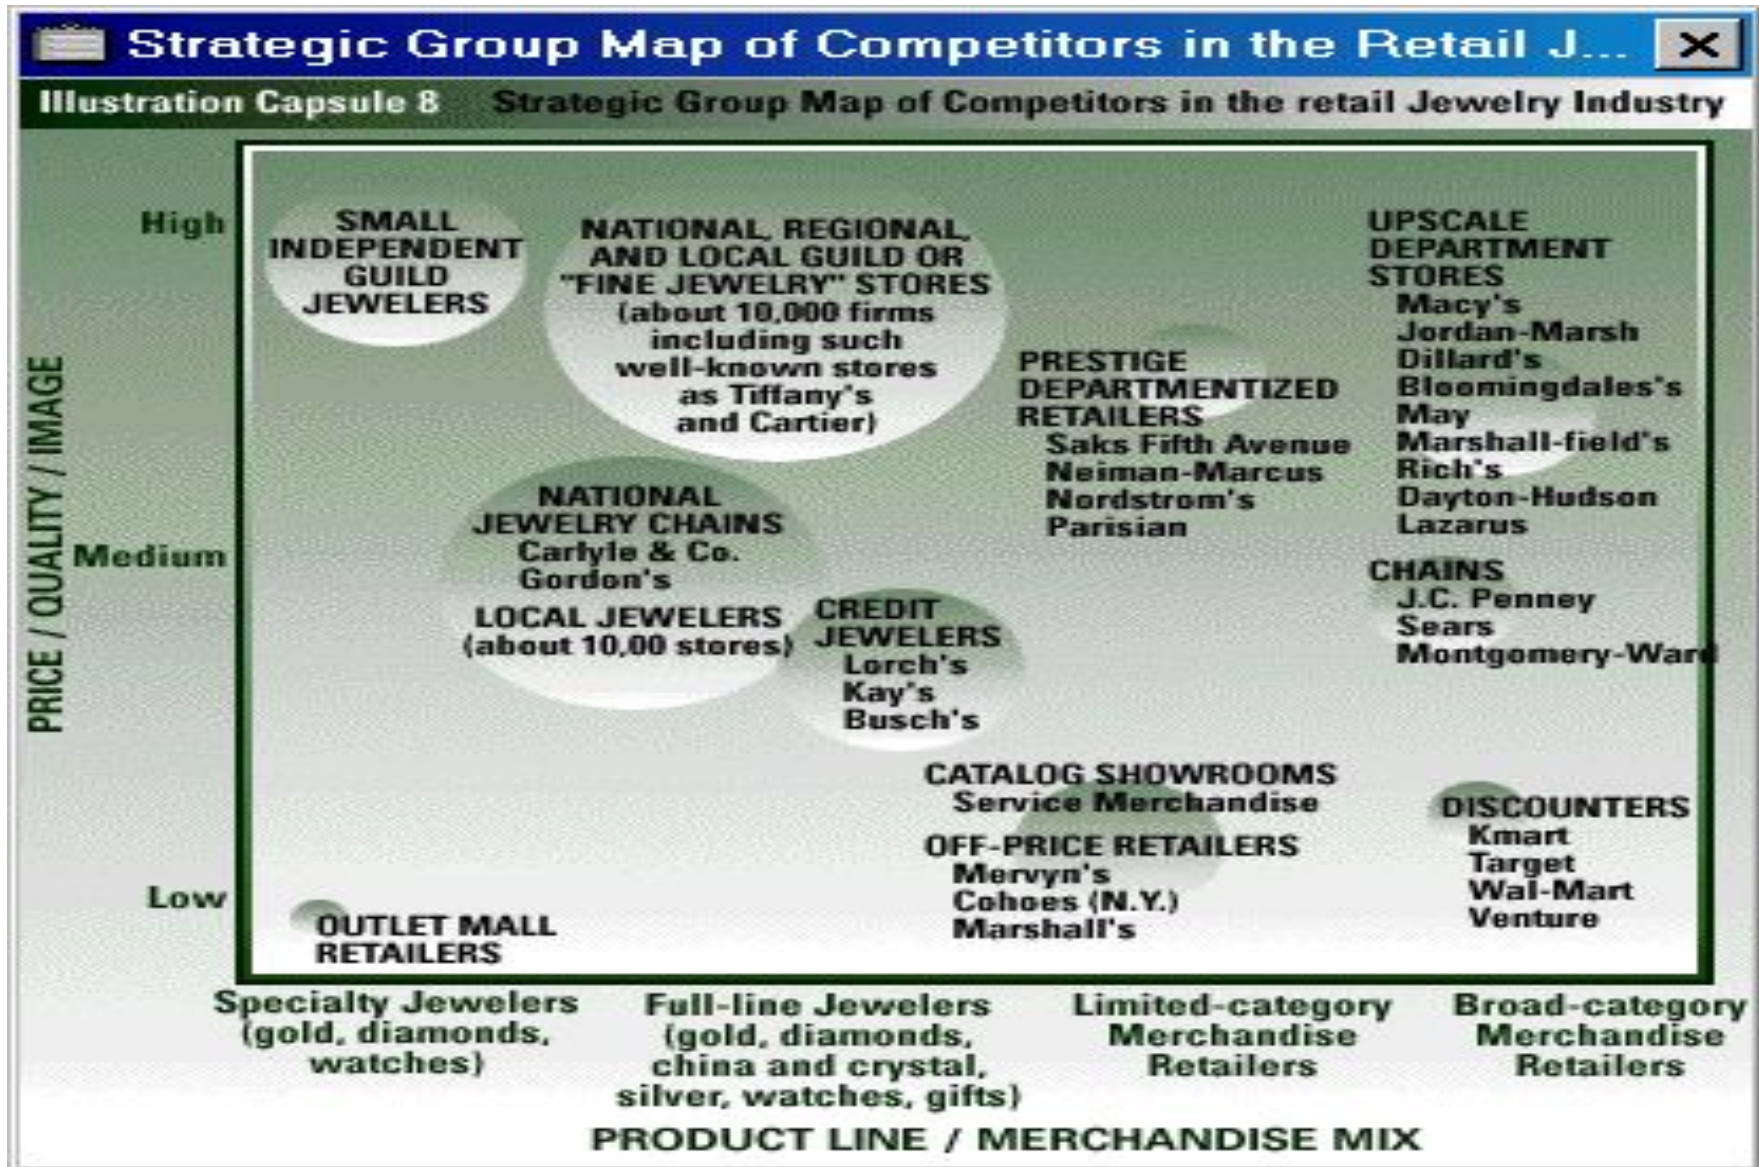 Strategic Group Map of Competitors in the Retail J...
Illustration Capsule 8 Strategic Group Map of Competitors in the retail Jewelry Industry
PRICE / QUALITY / IMAGE
High
Medium
Low
SMALL
INDEPENDENT
GUILD
JEWELERS
NATIONAL, REGIONAL,
AND LOCAL GUILD OR
"FINE JEWELRY" STORES
(about 10,000 firms
including such
well-known stores
as Tiffany's
and Cartier)
PRESTIGE
DEPARTMENTIZED
RETAILERS
Saks Fifth Avenue
Neiman-Marcus
Nordstrom's
Parisian
UPSCALE
DEPARTMENT
STORES
Macy's
Jordan-Marsh
Dillard's
Bloomingdales's
May
Marshall-field's
Rich's
Dayton-Hudson
Lazarus
NATIONAL
JEWELRY CHAINS
Carlyle & Co.
Gordon's
LOCAL JEWELERS
(about 10,00 stores)
CREDIT
JEWELERS
Lorch's
Kay's
Busch's
CHAINS
J.C. Penney
Sears
Montgomery-Ward
CATALOG SHOWROOMS
Service Merchandise
OFF-PRICE RETAILERS
Mervyn's
Cohoes (N.Y.)
Marshall's
DISCOUNTERS
Kmart
Target
Wal-Mart
Venture
OUTLET MALL
RETAILERS
Specialty Jewelers
(gold, diamonds,
watches)
Full-line Jewelers
(gold, diamonds,
china and crystal,
silver, watches, gifts)
Limited-category
Merchandise
Retailers
Broad-category
Merchandise
Retailers
PRODUCT LINE / MERCHANDISE MIX